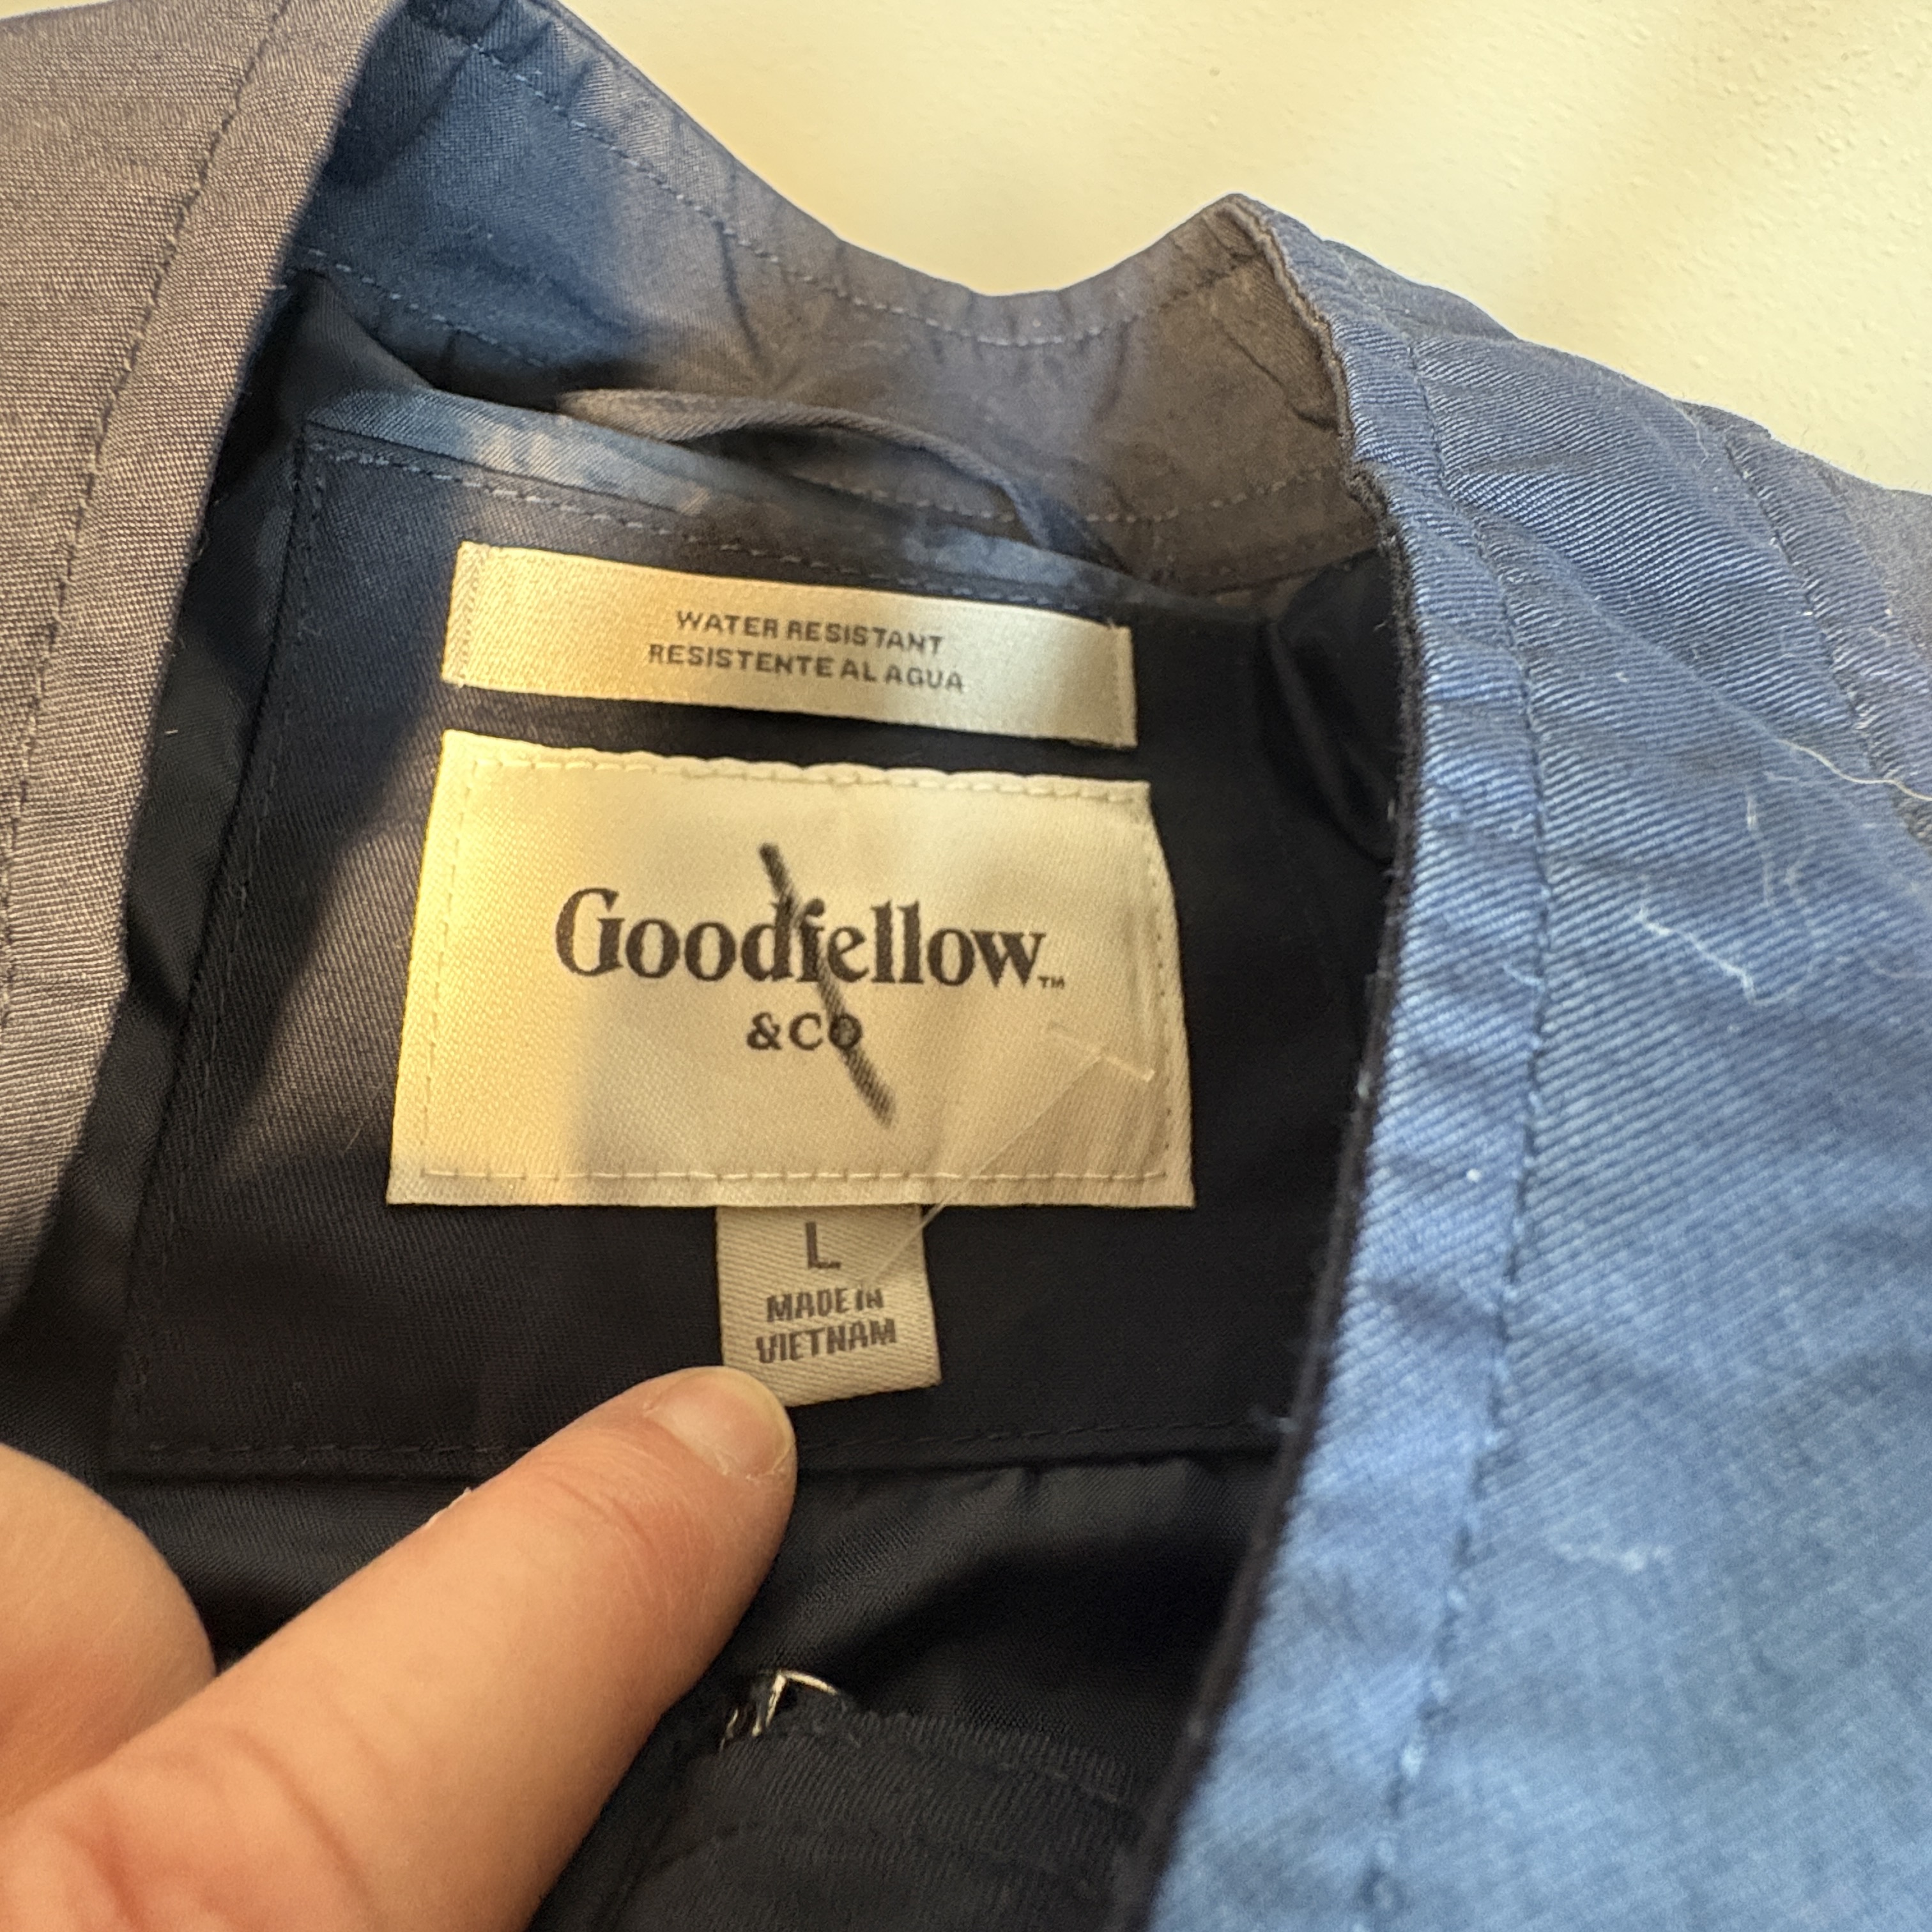 WATER RESISTANT
RESISTENTE AL AGUA
Goodfellow™
&CO
L
MADE IN
VIETNAM